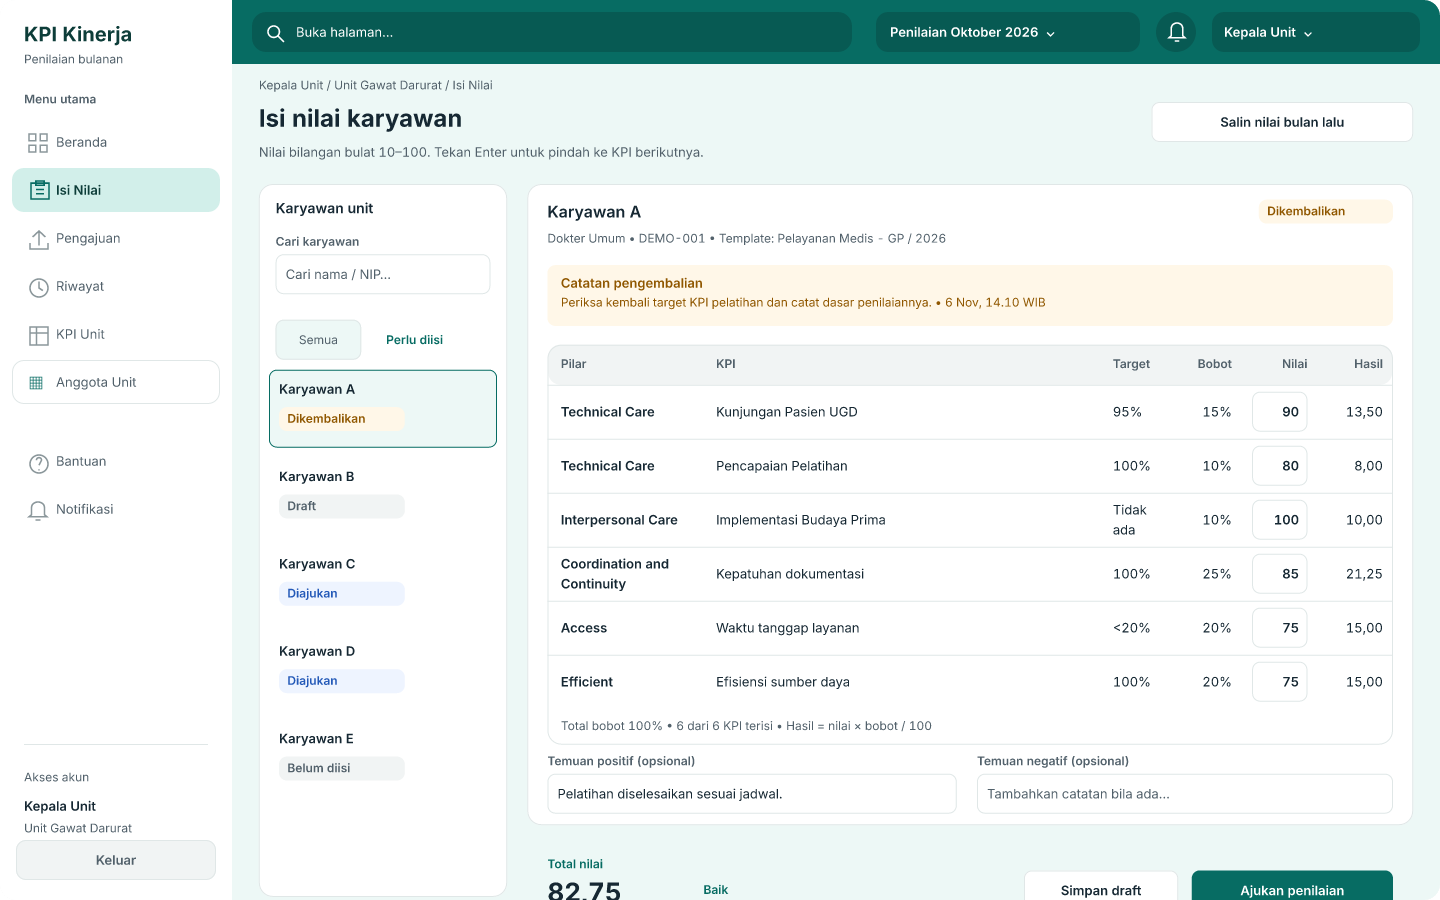 KPI Kinerja
Penilaian bulanan
Menu utama
Beranda
Isi Nilai
Pengajuan
Riwayat
KPI Unit
Anggota Unit
Bantuan
Notifikasi
Akses akun
Kepala Unit
Unit Gawat Darurat
Keluar
Buka halaman...
Penilaian Oktober 2026
Kepala Unit
Kepala Unit / Unit Gawat Darurat / Isi Nilai
Isi nilai karyawan
Nilai bilangan bulat 10–100. Tekan Enter untuk pindah ke KPI berikutnya.
Salin nilai bulan lalu
Karyawan unit
Cari karyawan
Cari nama / NIP...
Semua
Perlu diisi
Karyawan A
Dikembalikan
Karyawan B
Draft
Karyawan C
Diajukan
Karyawan D
Diajukan
Karyawan E
Belum diisi
Karyawan A
Dikembalikan
Dokter Umum • DEMO-001 • Template: Pelayanan Medis - GP / 2026
Catatan pengembalian
Periksa kembali target KPI pelatihan dan catat dasar penilaiannya. • 6 Nov, 14.10 WIB
Pilar KPI Target Bobot Nilai Hasil
Technical Care Kunjungan Pasien UGD 95% 15% 90 13,50
Technical Care Pencapaian Pelatihan 100% 10% 80 8,00
Interpersonal Care Implementasi Budaya Prima Tidak ada 10% 100 10,00
Coordination and Continuity Kepatuhan dokumentasi 100% 25% 85 21,25
Access Waktu tanggap layanan <20% 20% 75 15,00
Efficient Efisiensi sumber daya 100% 20% 75 15,00
Total bobot 100% • 6 dari 6 KPI terisi • Hasil = nilai × bobot / 100
Temuan positif (opsional)
Pelatihan diselesaikan sesuai jadwal.
Temuan negatif (opsional)
Tambahkan catatan bila ada...
Total nilai
82,75
Baik
Simpan draft
Ajukan penilaian